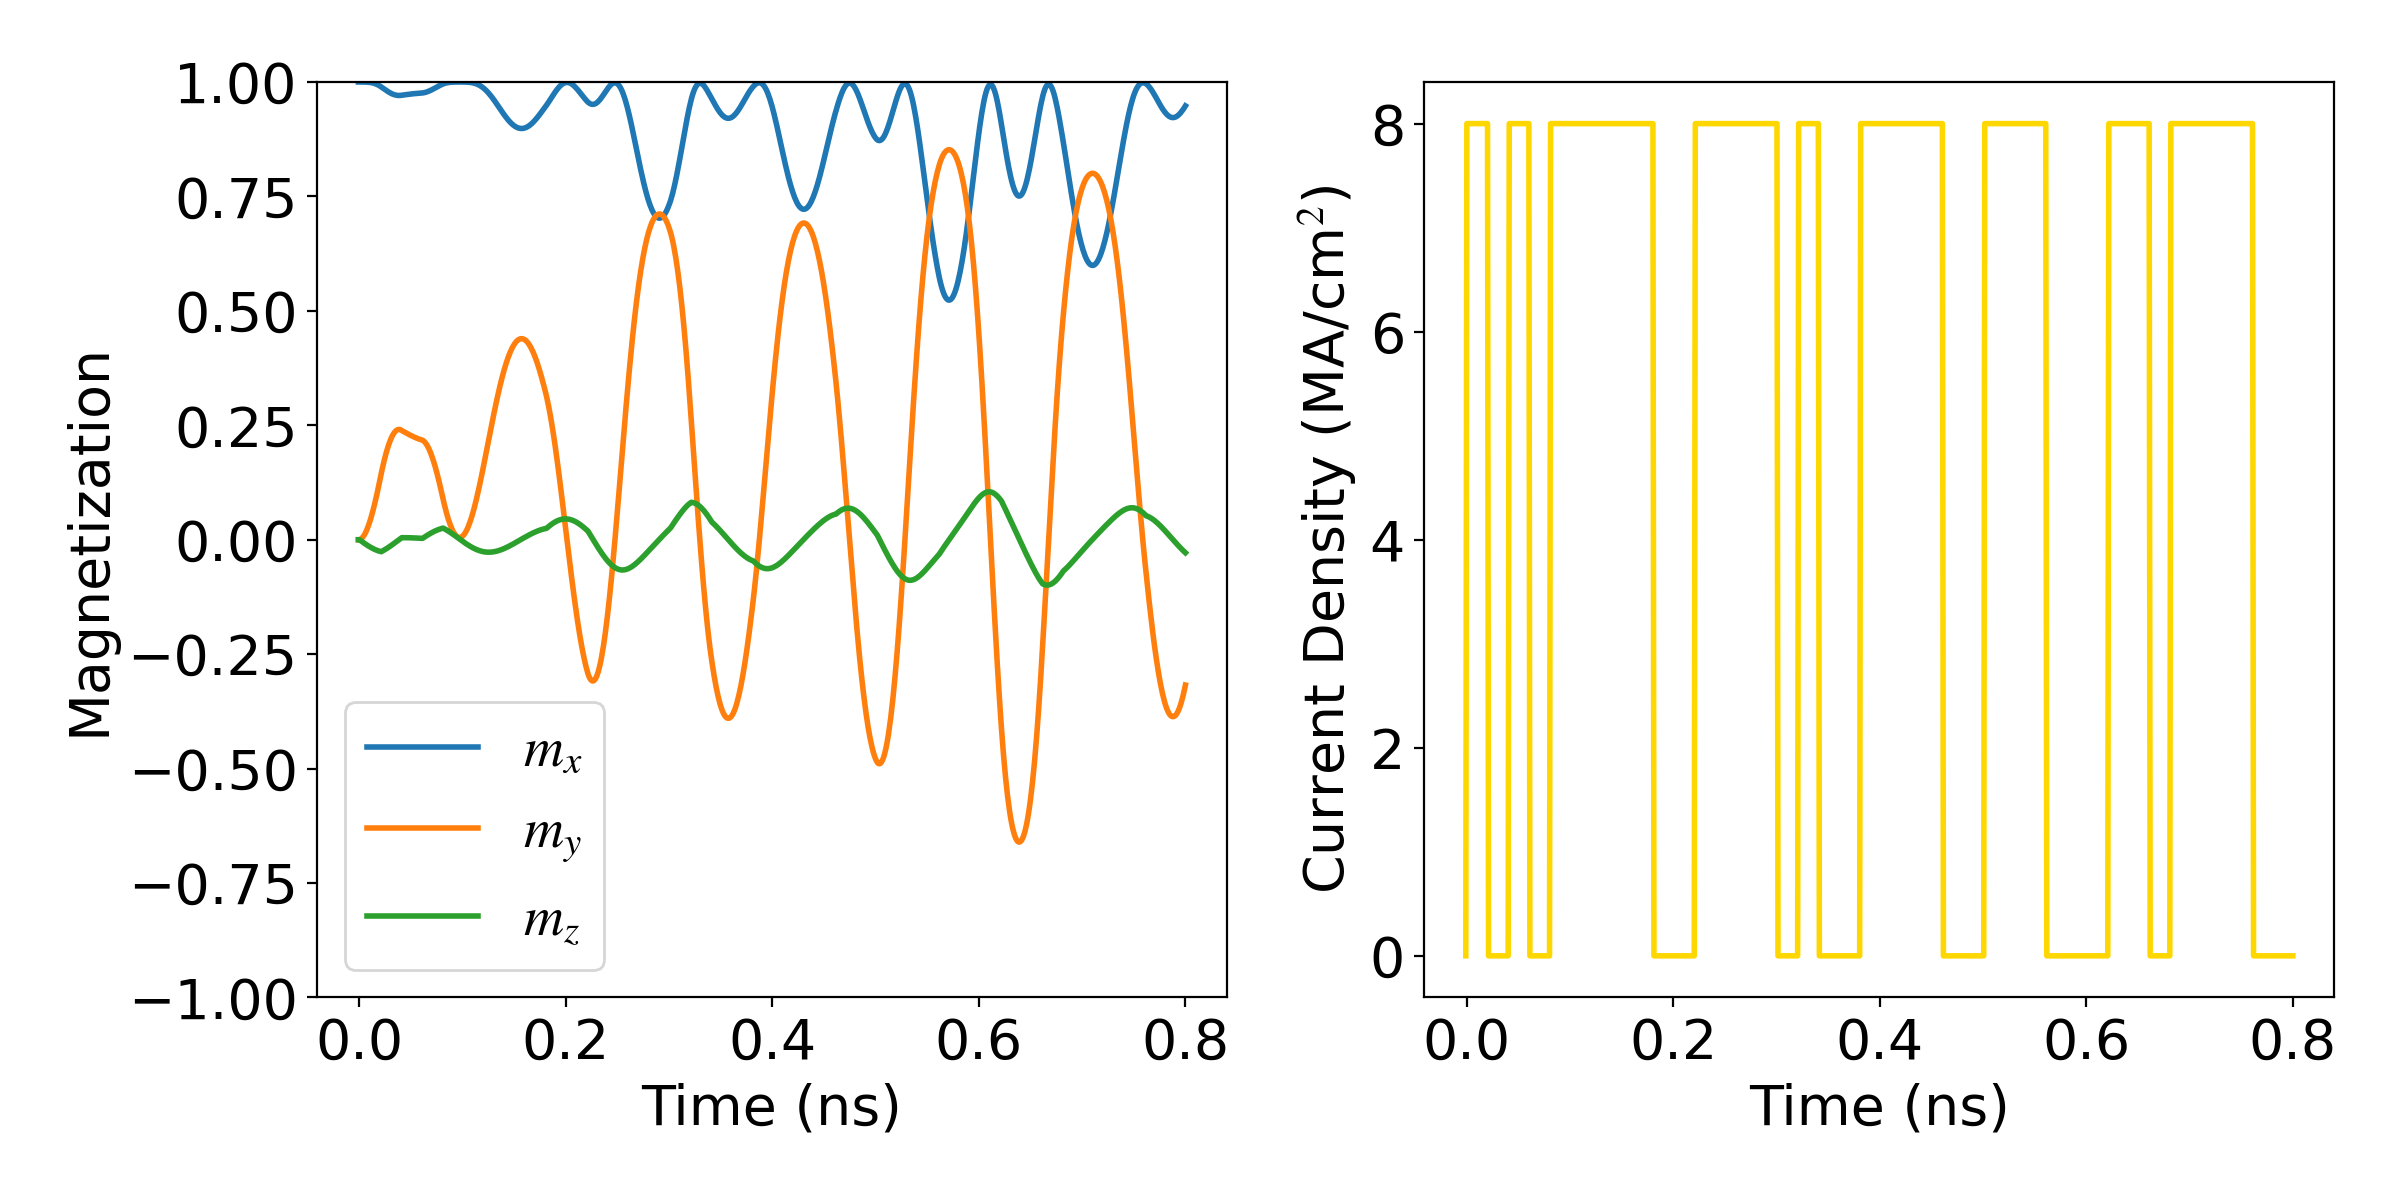 Magnetization
1.00
0.75
0.50
0.25
0.00
−0.25
−0.50
−0.75
−1.00
m_x
m_y
m_z
0.0 0.2 0.4 0.6 0.8
Time (ns)
Current Density (MA/cm²)
8
6
4
2
0
0.0 0.2 0.4 0.6 0.8
Time (ns)